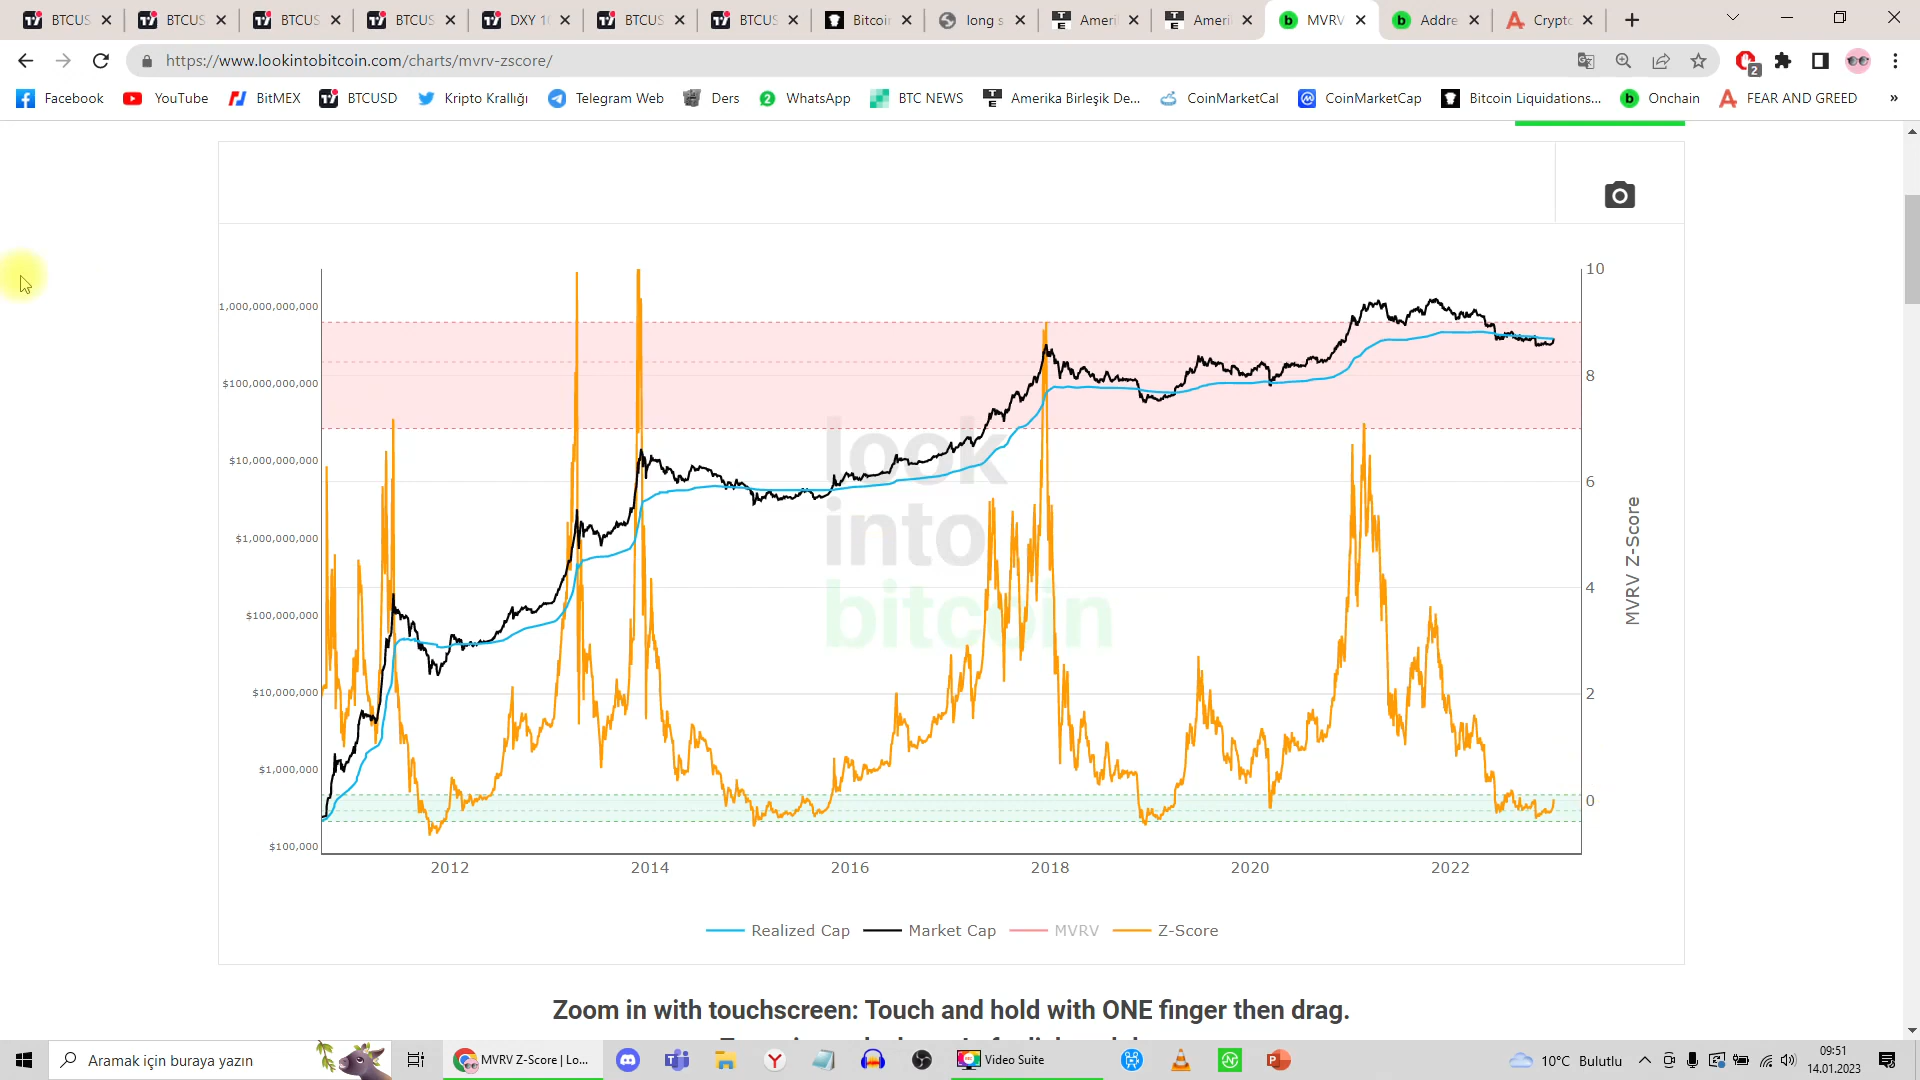 BTCUS BTCUS BTCUS BTCUS DXY 10 BTCUS BTCUS Bitcoin long s Ameri Ameri MVRV Addre Crypto
https://www.lookintobitcoin.com/charts/mvrv-zscore/
2
Facebook YouTube BitMEX BTCUSD Kripto Krallığı Telegram Web Ders WhatsApp BTC NEWS Amerika Birleşik De... CoinMarketCal CoinMarketCap Bitcoin Liquidations... Onchain FEAR AND GREED »
10
1,000,000,000,000
8
$100,000,000,000
look
$10,000,000,000
6
into
$1,000,000,000
MVRV Z-Score
4
bitcoin
$100,000,000
$10,000,000
2
$1,000,000
0
$100,000
2012 2014 2016 2018 2020 2022
Realized Cap Market Cap MVRV Z-Score
Zoom in with touchscreen: Touch and hold with ONE finger then drag.
Aramak için buraya yazın
MVRV Z-Score | Lo...
Video Suite
10°C Bulutlu
09:51
14.01.2023